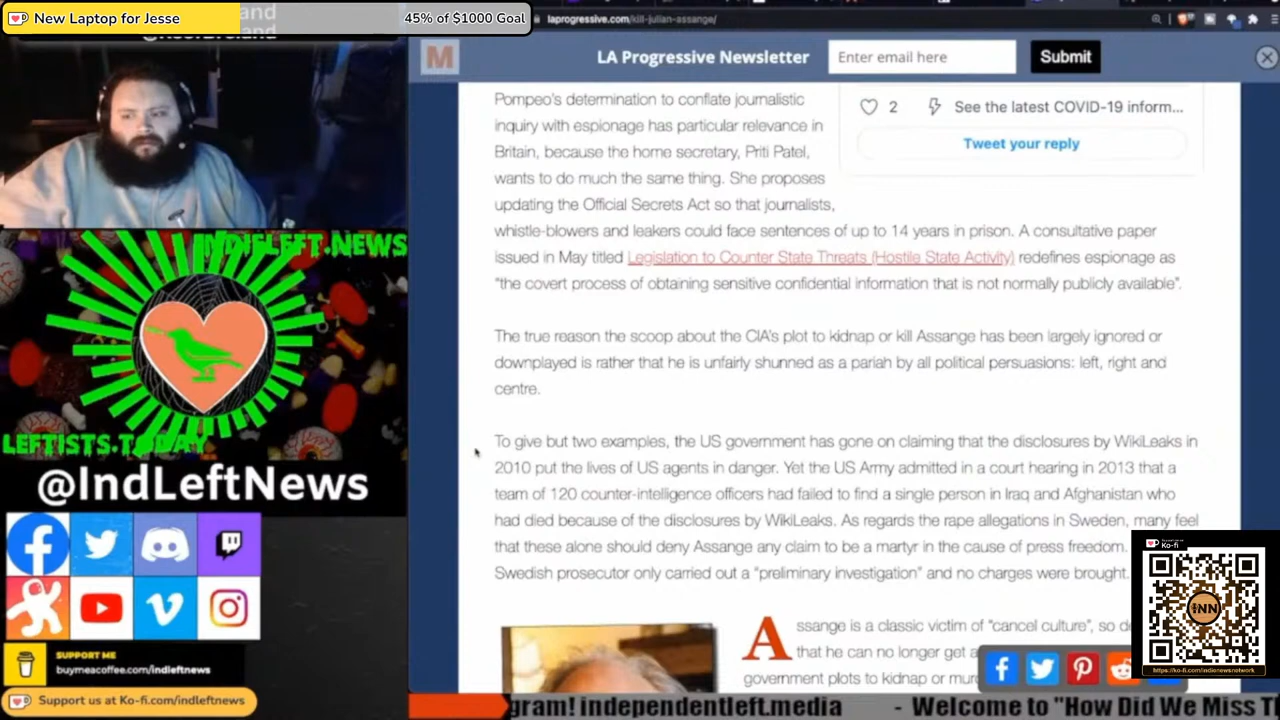 New Laptop for Jesse
45% of $1000 Goal
laprogressive.com/kill-julian-assange/
LA Progressive Newsletter
Enter email here
Submit
Pompeo's determination to conflate journalistic
inquiry with espionage has particular relevance in
Britain, because the home secretary, Priti Patel,
wants to do much the same thing. She proposes
updating the Official Secrets Act so that journalists,
whistle-blowers and leakers could face sentences of up to 14 years in prison. A consultative paper
issued in May titled Legislation to Counter State Threats (Hostile State Activity) redefines espionage as
"the covert process of obtaining sensitive confidential information that is not normally publicly available".
2
See the latest COVID-19 inform...
Tweet your reply
The true reason the scoop about the CIA's plot to kidnap or kill Assange has been largely ignored or
downplayed is rather that he is unfairly shunned as a pariah by all political persuasions: left, right and
centre.
To give but two examples, the US government has gone on claiming that the disclosures by WikiLeaks in
2010 put the lives of US agents in danger. Yet the US Army admitted in a court hearing in 2013 that a
team of 120 counter-intelligence officers had failed to find a single person in Iraq and Afghanistan who
had died because of the disclosures by WikiLeaks. As regards the rape allegations in Sweden, many feel
that these alone should deny Assange any claim to be a martyr in the cause of press freedom.
Swedish prosecutor only carried out a "preliminary investigation" and no charges were brought.
Assange is a classic victim of "cancel culture", so
that he can no longer get a
government plots to kidnap or
INDIELEFT.NEWS
LEFTISTS.TODAY
@IndLeftNews
SUPPORT ME
buymeacoffee.com/indleftnews
Support us at Ko-fi.com/indleftnews
Ko-fi
INN
https://ko-fi.com/indienewsnetwork
gram! independentleft.media - Welcome to "How Did We Miss T